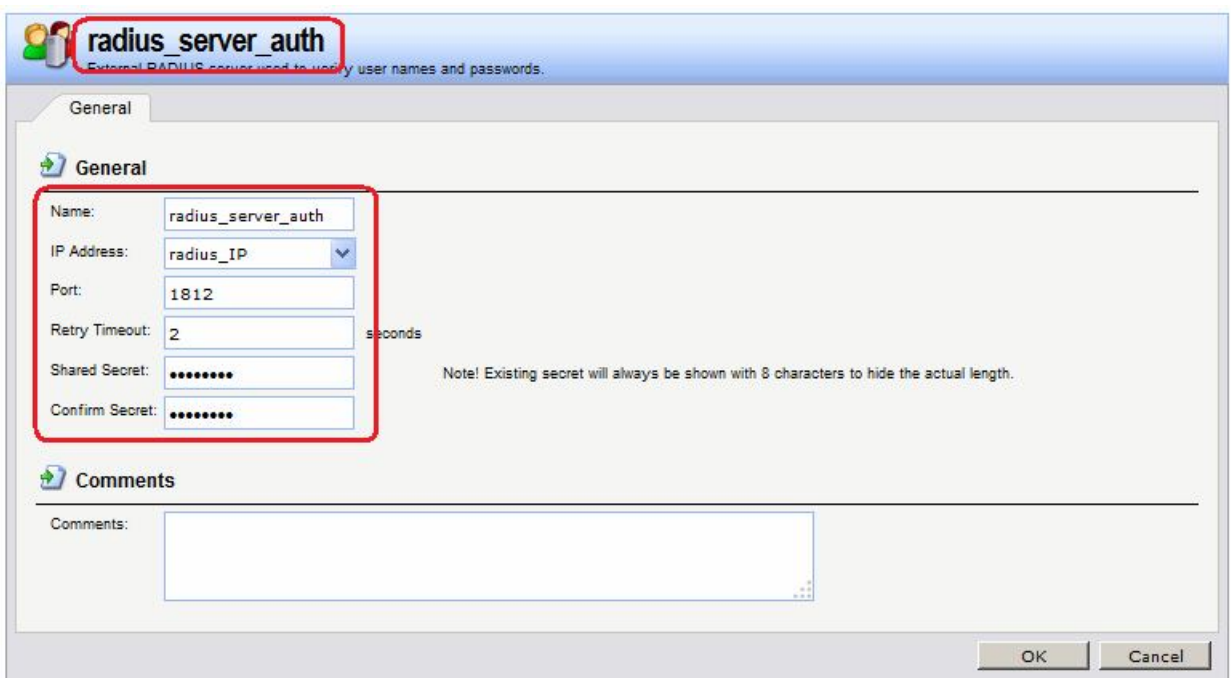 radius_server_auth
External RADIUS server used to verify user names and passwords.
General
General
Name: radius_server_auth
IP Address: radius_IP
Port: 1812
Retry Timeout: 2 seconds
Shared Secret: •••••••• Note! Existing secret will always be shown with 8 characters to hide the actual length.
Confirm Secret: ••••••••
Comments
Comments:
OK Cancel